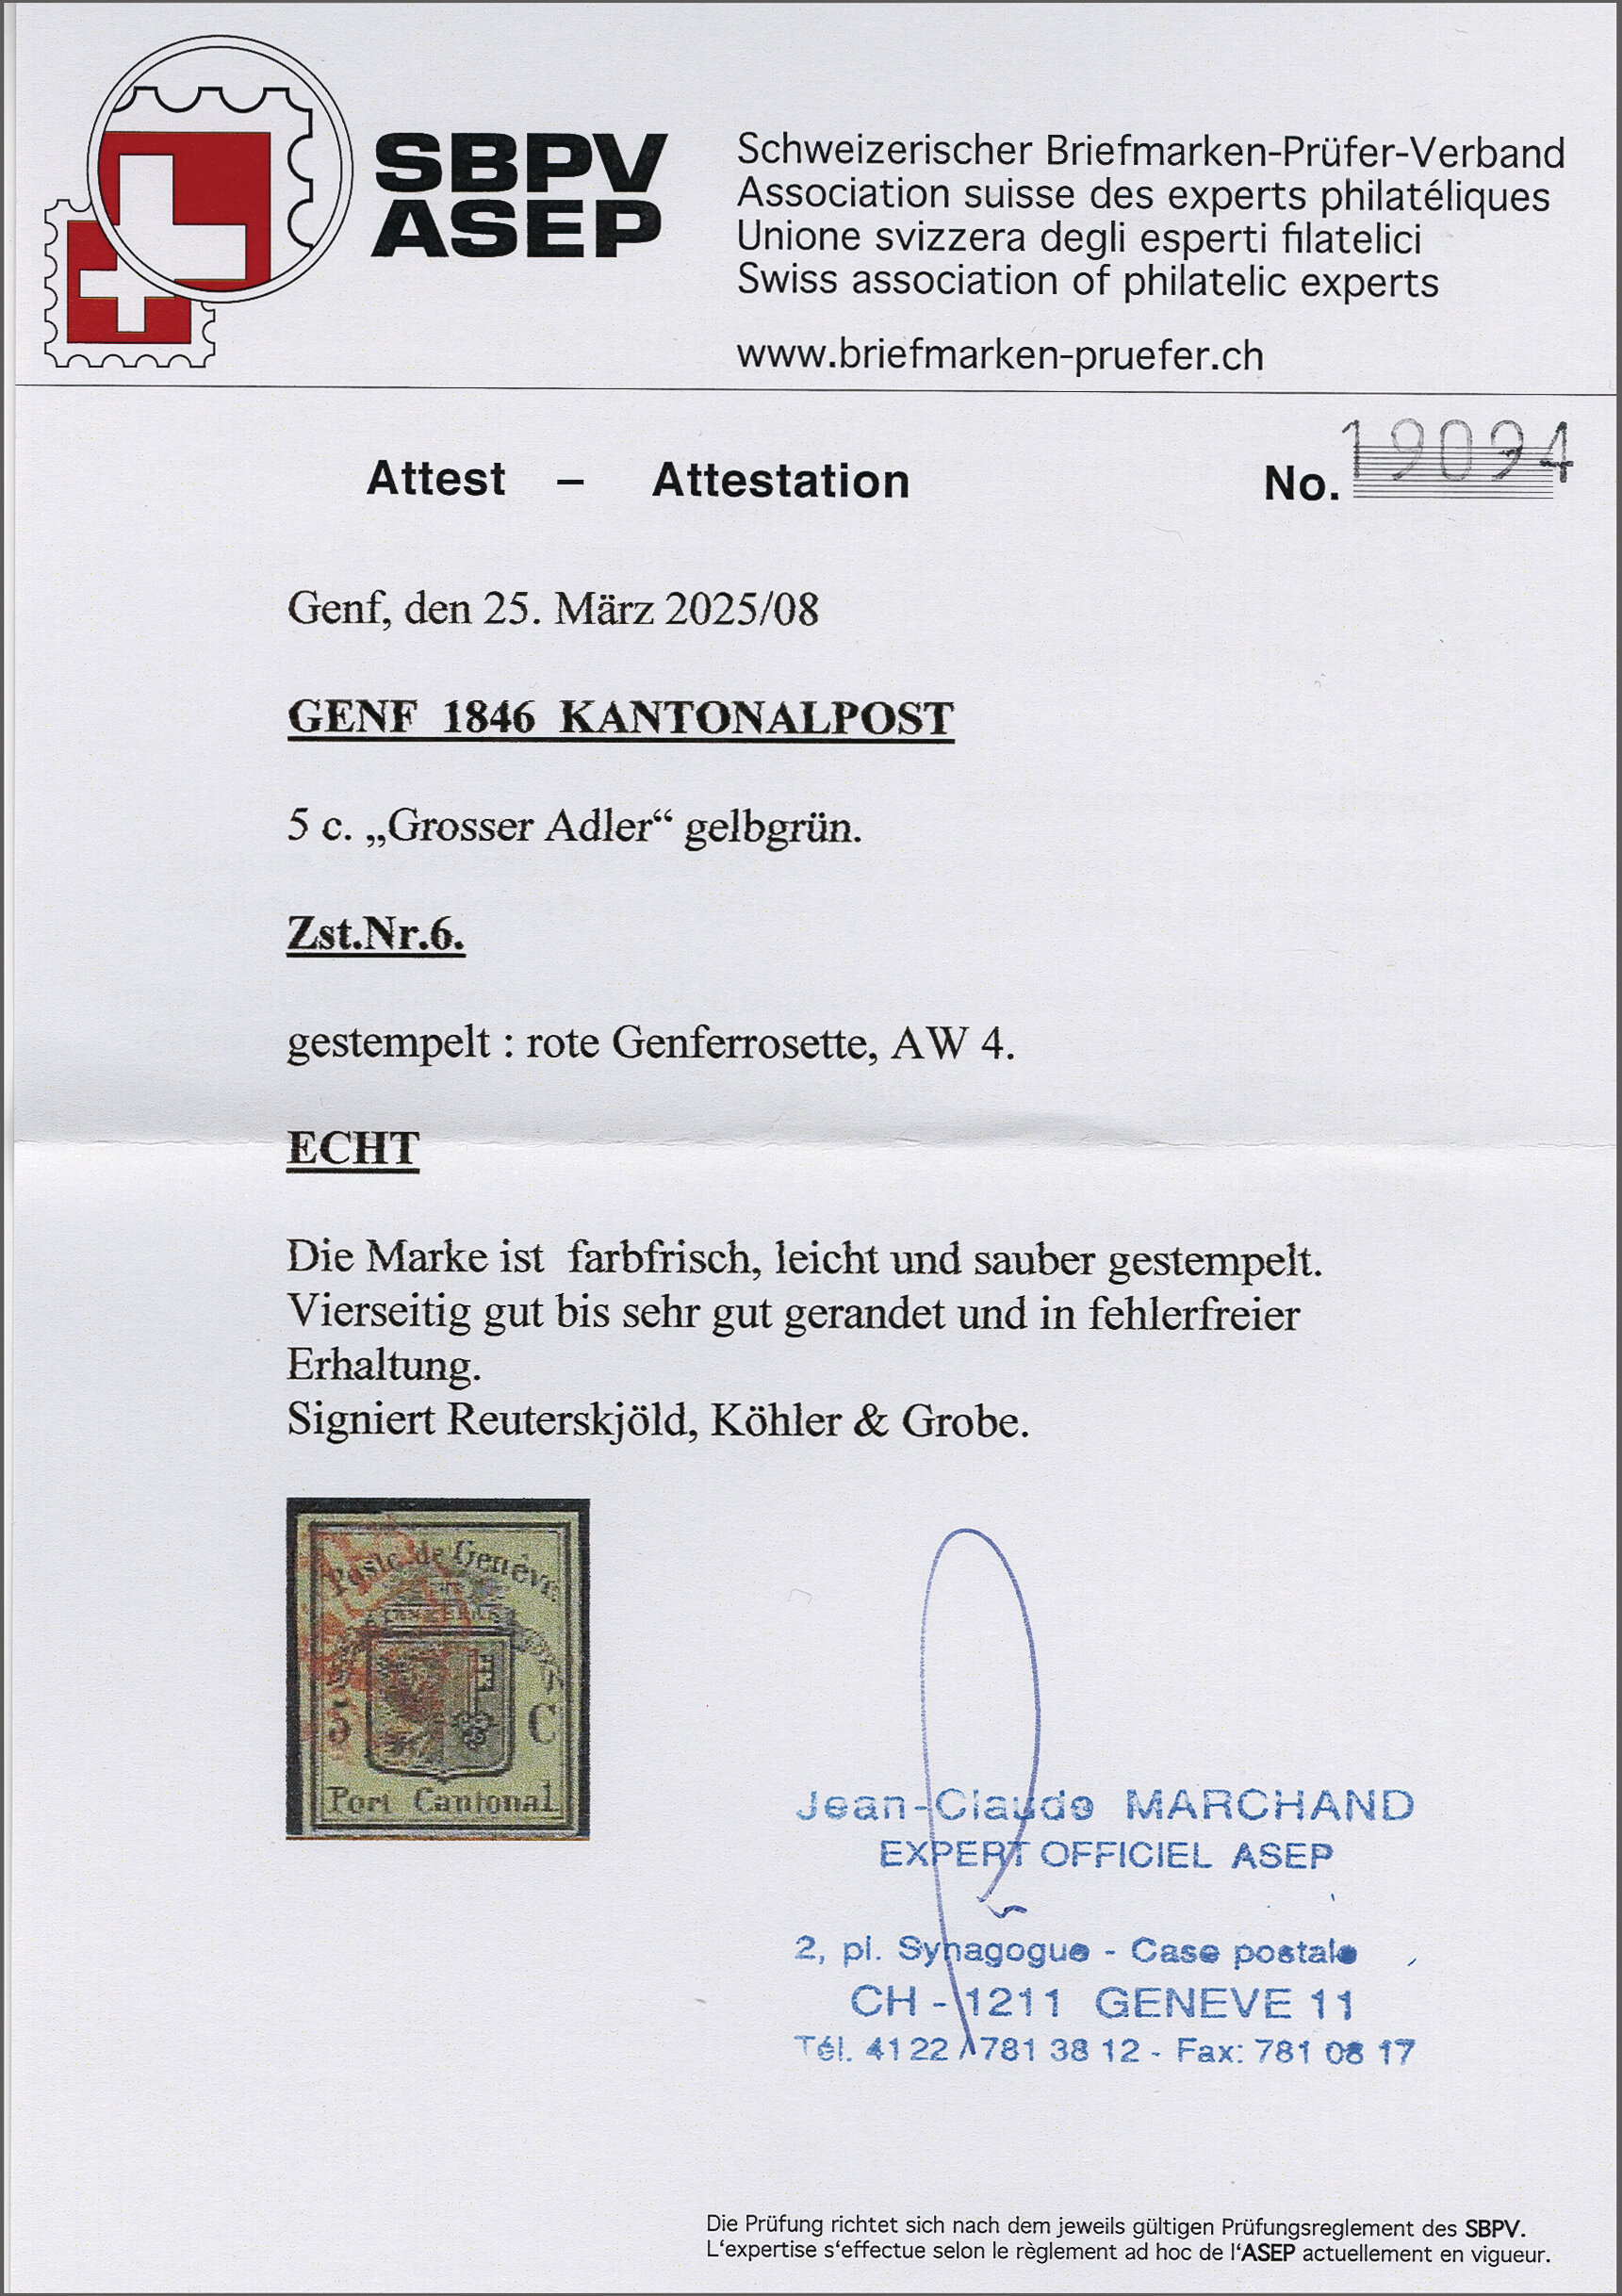 SBPV
ASEP
Schweizerischer Briefmarken-Prüfer-Verband
Association suisse des experts philatéliques
Unione svizzera degli esperti filatelici
Swiss association of philatelic experts
www.briefmarken-pruefer.ch
Attest – Attestation No. 19094
Genf, den 25. März 2025/08
GENF 1846 KANTONALPOST
5 c. „Grosser Adler“ gelbgrün.
Zst.Nr.6.
gestempelt : rote Genferrosette, AW 4.
ECHT
Die Marke ist farbfrisch, leicht und sauber gestempelt.
Vierseitig gut bis sehr gut gerandet und in fehlerfreier
Erhaltung.
Signiert Reuterskjöld, Köhler & Grobe.
Poste de Genève
5 C
Port Cantonal
Jean-Claude MARCHAND
EXPERT OFFICIEL ASEP
2, pl. Synagogue - Case postale
CH - 1211 GENEVE 11
Tél. 41 22 / 781 38 12 - Fax: 781 08 17
Die Prüfung richtet sich nach dem jeweils gültigen Prüfungsreglement des SBPV.
L‘expertise s‘effectue selon le règlement ad hoc de l‘ASEP actuellement en vigueur.